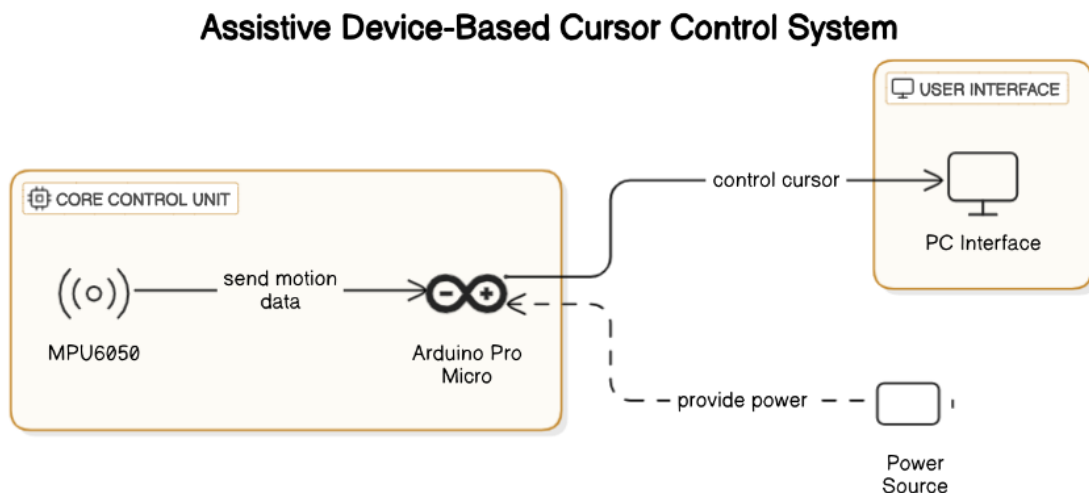 Assistive Device-Based Cursor Control System
USER INTERFACE
control cursor
PC Interface
CORE CONTROL UNIT
send motion
data
MPU6050
Arduino Pro
Micro
provide power
Power
Source